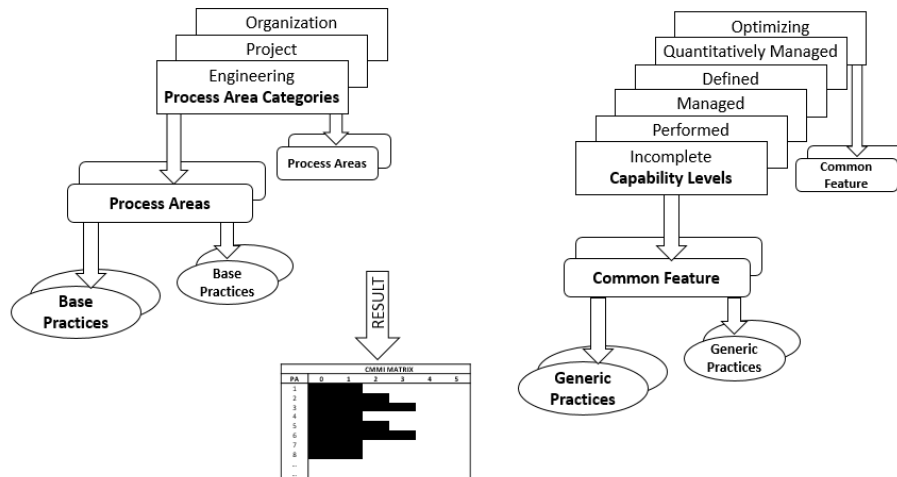 Organization
Project
Engineering
Process Area Categories
Process Areas
Process Areas
Base
Practices
Base
Practices
RESULT
CMMI MATRIX
PA 0 1 2 3 4 5
1
2
3
4
5
6
7
8
...
...
Optimizing
Quantitatively Managed
Defined
Managed
Performed
Incomplete
Capability Levels
Common
Feature
Common Feature
Generic
Practices
Generic
Practices